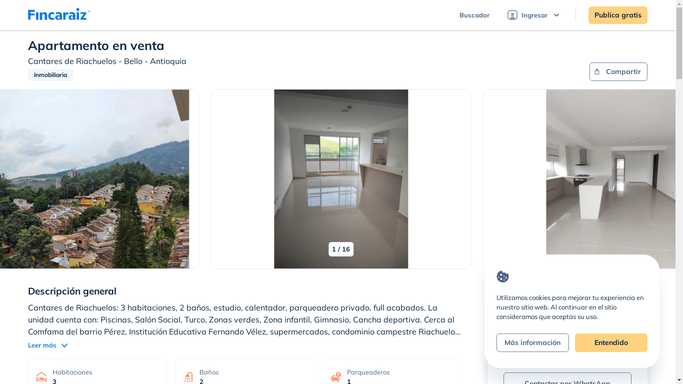 Fincaraiz
Buscador
Ingresar
Publica gratis
Apartamento en venta
Cantares de Riachuelos - Bello - Antioquia
Inmobiliaria
Compartir
1 / 16
Descripción general
Cantares de Riachuelos: 3 habitaciones, 2 baños, estudio, calentador, parqueadero privado, full acabados. La
unidad cuenta con: Piscinas, Salón Social, Turco, Zonas verdes, Zona infantil, Gimnasio, Cancha deportiva. Cerca al
Comfama del barrio Pérez, Institución Educativa Fernando Vélez, supermercados, condominio campestre Riachuelo...
Leer más
Habitaciones
3
Baños
2
Parqueaderos
1
Utilizamos cookies para mejorar tu experiencia en
nuestro sitio web. Al continuar en el sitio
consideramos que aceptas su uso.
Más información
Entendido
Contactar por WhatsApp